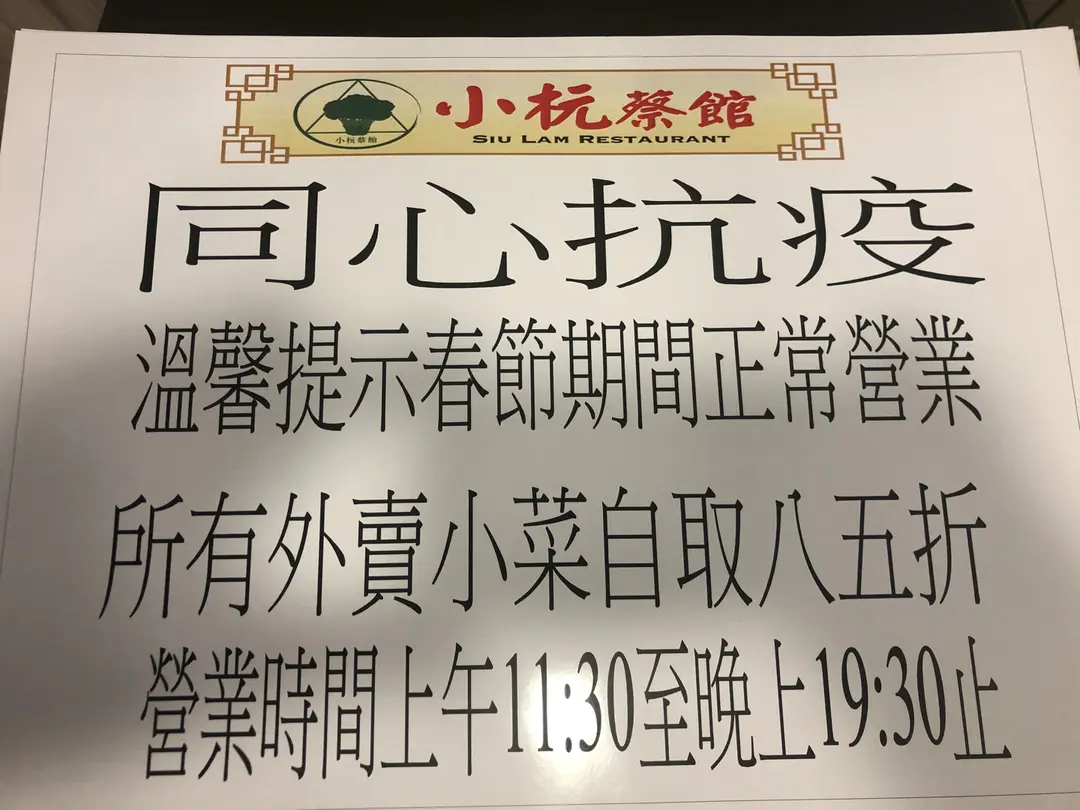 小杬蔡館
SIU LAM RESTAURANT
小杬蔡館
同心抗疫
溫馨提示春節期間正常營業
所有外賣小菜自取八五折
營業時間上午11:30至晚上19:30止